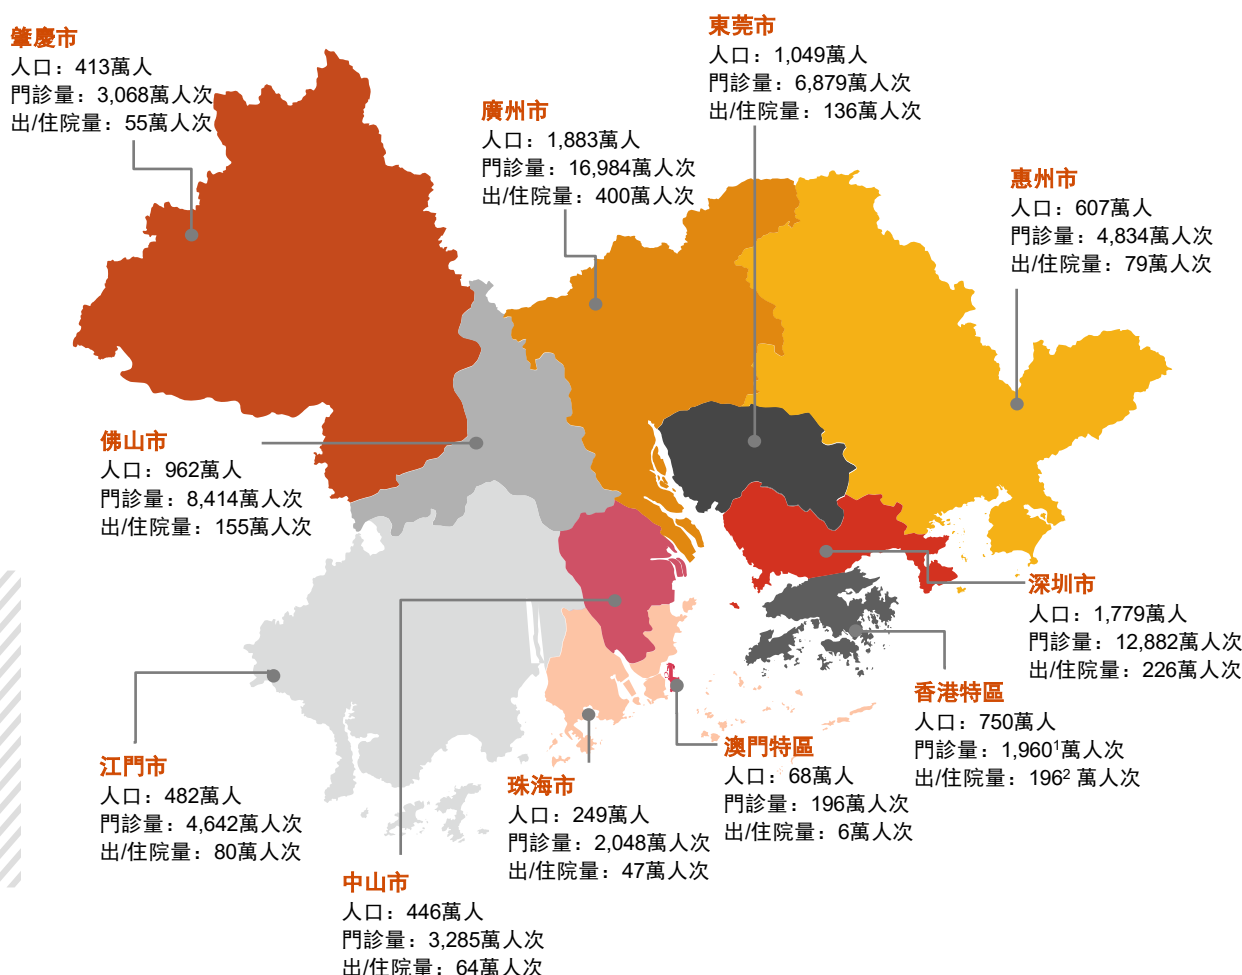 肇慶市
人口：413萬人
門診量：3,068萬人次
出/住院量：55萬人次
東莞市
人口：1,049萬人
門診量：6,879萬人次
出/住院量：136萬人次
廣州市
人口：1,883萬人
門診量：16,984萬人次
出/住院量：400萬人次
惠州市
人口：607萬人
門診量：4,834萬人次
出/住院量：79萬人次
佛山市
人口：962萬人
門診量：8,414萬人次
出/住院量：155萬人次
深圳市
人口：1,779萬人
門診量：12,882萬人次
出/住院量：226萬人次
香港特區
人口：750萬人
門診量：1,960¹萬人次
出/住院量：196² 萬人次
澳門特區
人口：68萬人
門診量：196萬人次
出/住院量：6萬人次
江門市
人口：482萬人
門診量：4,642萬人次
出/住院量：80萬人次
珠海市
人口：249萬人
門診量：2,048萬人次
出/住院量：47萬人次
中山市
人口：446萬人
門診量：3,285萬人次
出/住院量：64萬人次